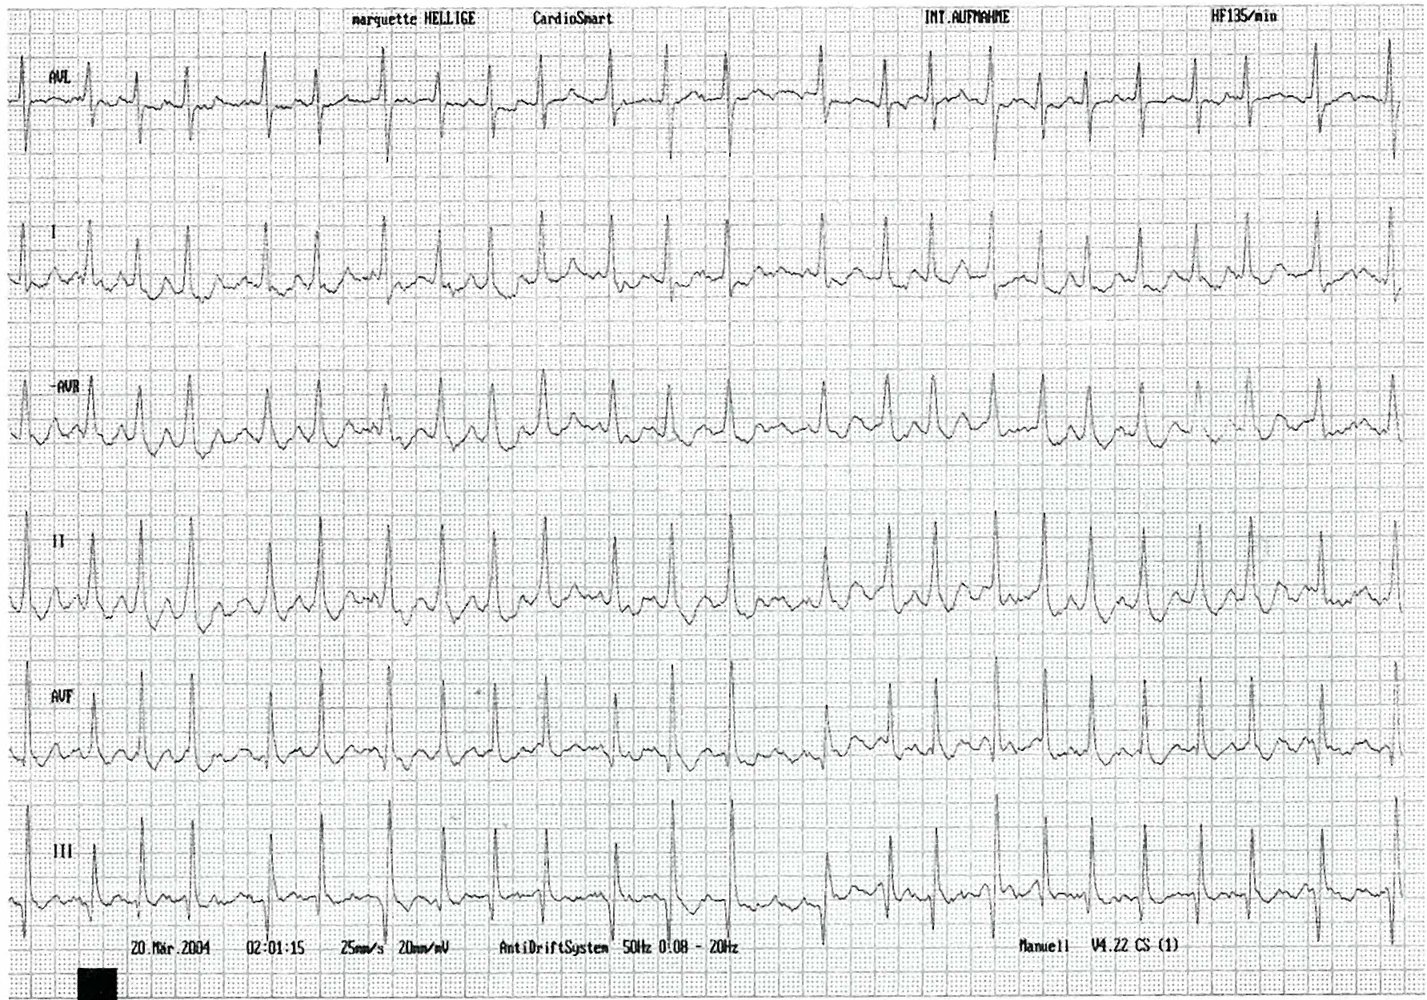 marquette HELLIGE CardioSmart INT.AUFNAHME HF135/min
AVL
I
-AVR
II
AVF
III
20.Mär.2004 02:01:15 25mm/s 20mm/mV AntiDriftSystem 50Hz 0.08 - 20Hz Manuell V4.22 CS (1)